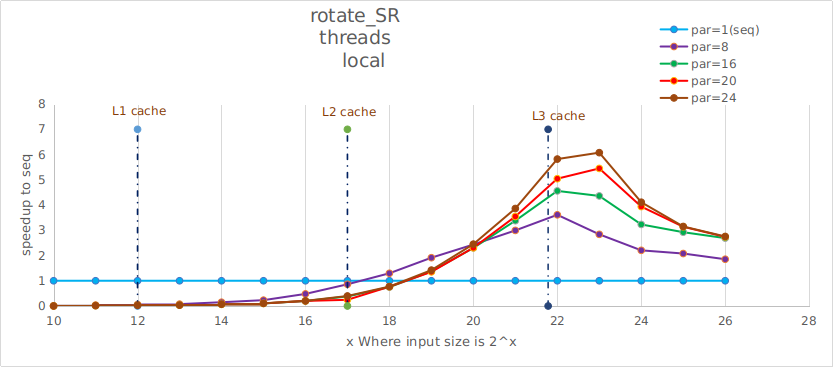 rotate_SR
threads
local
par=1(seq)
par=8
par=16
par=20
par=24
L1 cache
L2 cache
L3 cache
speedup to seq
8
7
6
5
4
3
2
1
0
10 12 14 16 18 20 22 24 26 28
x Where input size is 2^x